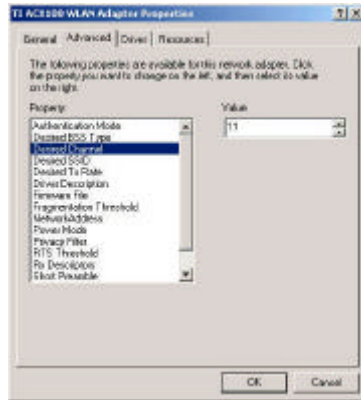 TI ACX100 WLAN Adapter Properties
General Advanced Driver Resources
The following properties are available for this network adapter. Click
the property you want to change on the left, and then select its value
on the right.
Property: Value
Authentication Mode 11
Desired BSS Type
Desired Channel
Desired SSID
Desired Tx Rate
Driver Description
Firmware File
Fragmentation Threshold
NetworkAddress
Power Mode
Privacy Filter
RTS Threshold
Rx Descriptors
Short Preamble
OK Cancel